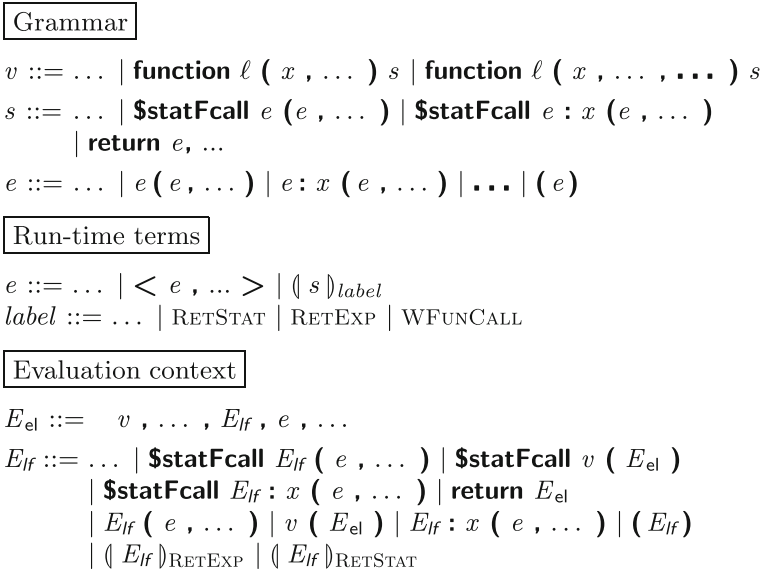 Grammar
v ::= … | function ℓ ( x , … ) s | function ℓ ( x , … , ... ) s
s ::= … | $statFcall e (e , … ) | $statFcall e : x (e , … )
| return e, ...
e ::= … | e ( e , … ) | e : x ( e , … ) | ... | ( e )
Run-time terms
e ::= … | < e , ... > | ⦇ s ⦈label
label ::= … | RETSTAT | RETEXP | WFUNCALL
Evaluation context
Eel ::= v , … , Elf , e , …
Elf ::= … | $statFcall Elf ( e , … ) | $statFcall v ( Eel )
| $statFcall Elf : x ( e , … ) | return Eel
| Elf ( e , … ) | v ( Eel ) | Elf : x ( e , … ) | ( Elf )
| ⦇ Elf ⦈RETEXP | ⦇ Elf ⦈RETSTAT